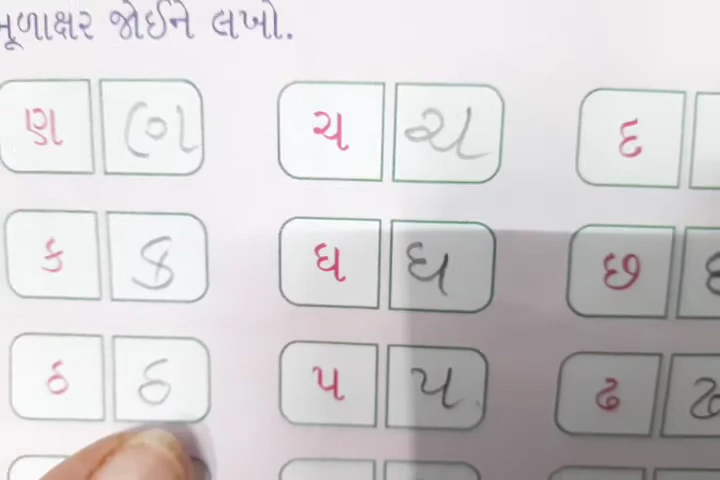 મૂળાક્ષર જોઈને લખો.
ણ ણ ચ ચ દ
ક ક ઘ ઘ છ
ઠ ઠ પ પ ઢ ઢ